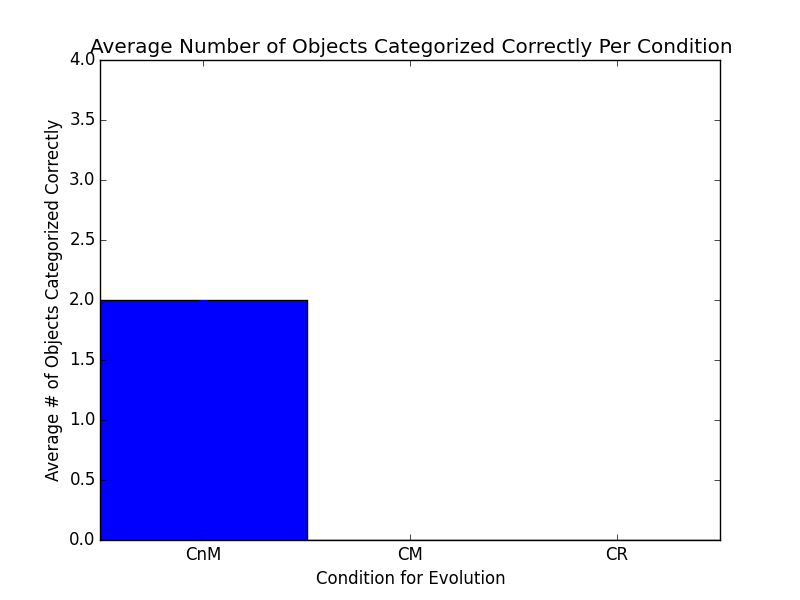 Average Number of Objects Categorized Correctly Per Condition
4.0
3.5
3.0
2.5
2.0
1.5
1.0
0.5
0.0
Average # of Objects Categorized Correctly
CnM CM CR
Condition for Evolution